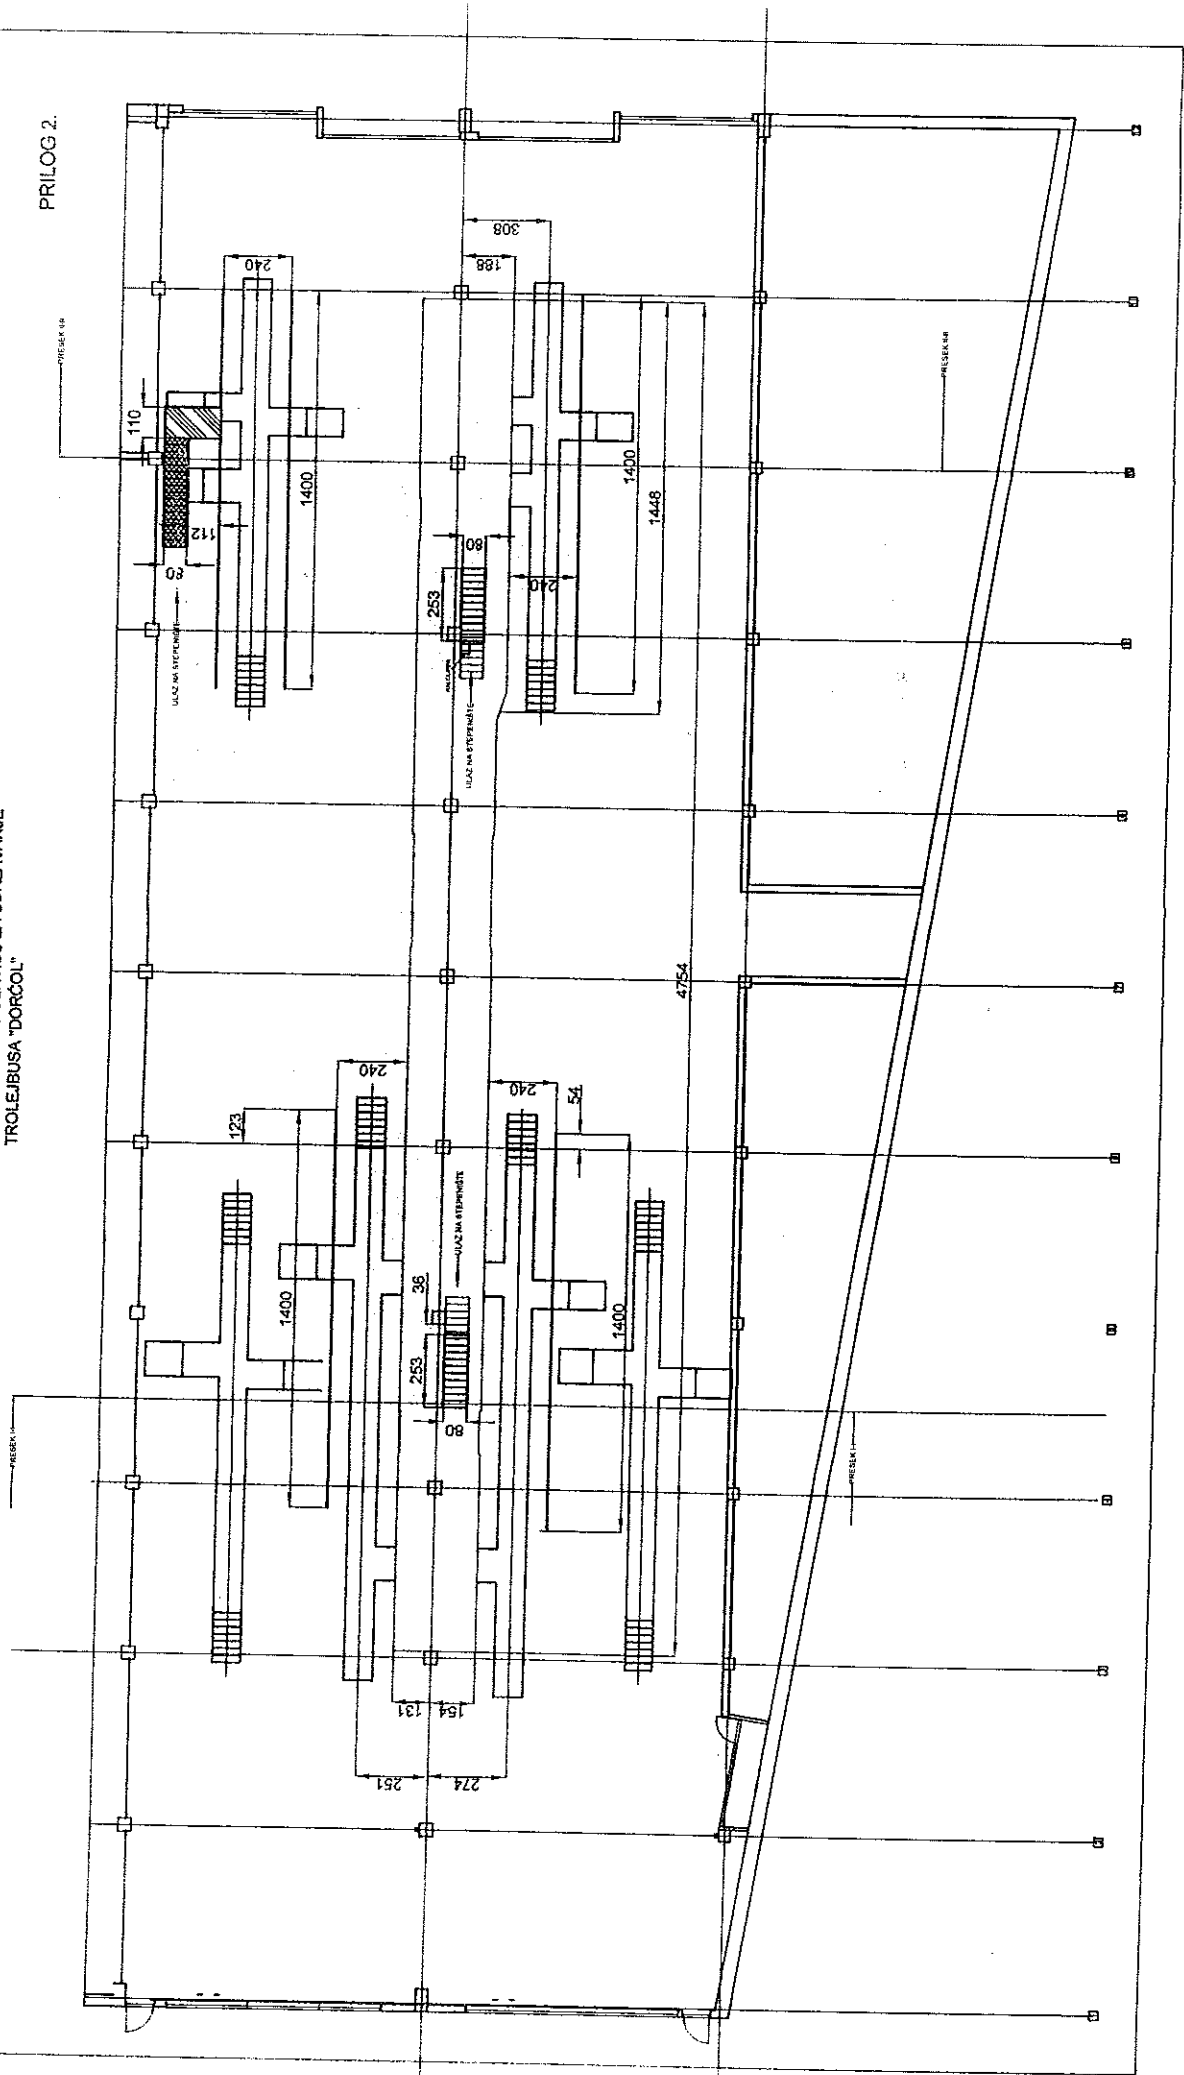 PRILOG 2.
TROLEJBUSA "DORĆOL"
PRESEK II-II
110
240
1400
112
80
ULAZ NA STEPENIŠTE
308
188
PRESEK II-II
1400
1448
80
253
240
ULAZ NA STEPENIŠTE
4754
240
123
240
54
ULAZ NA STEPENIŠTE
1400
36
253
1400
80
PRESEK I-I
PRESEK I-I
131
154
251
274